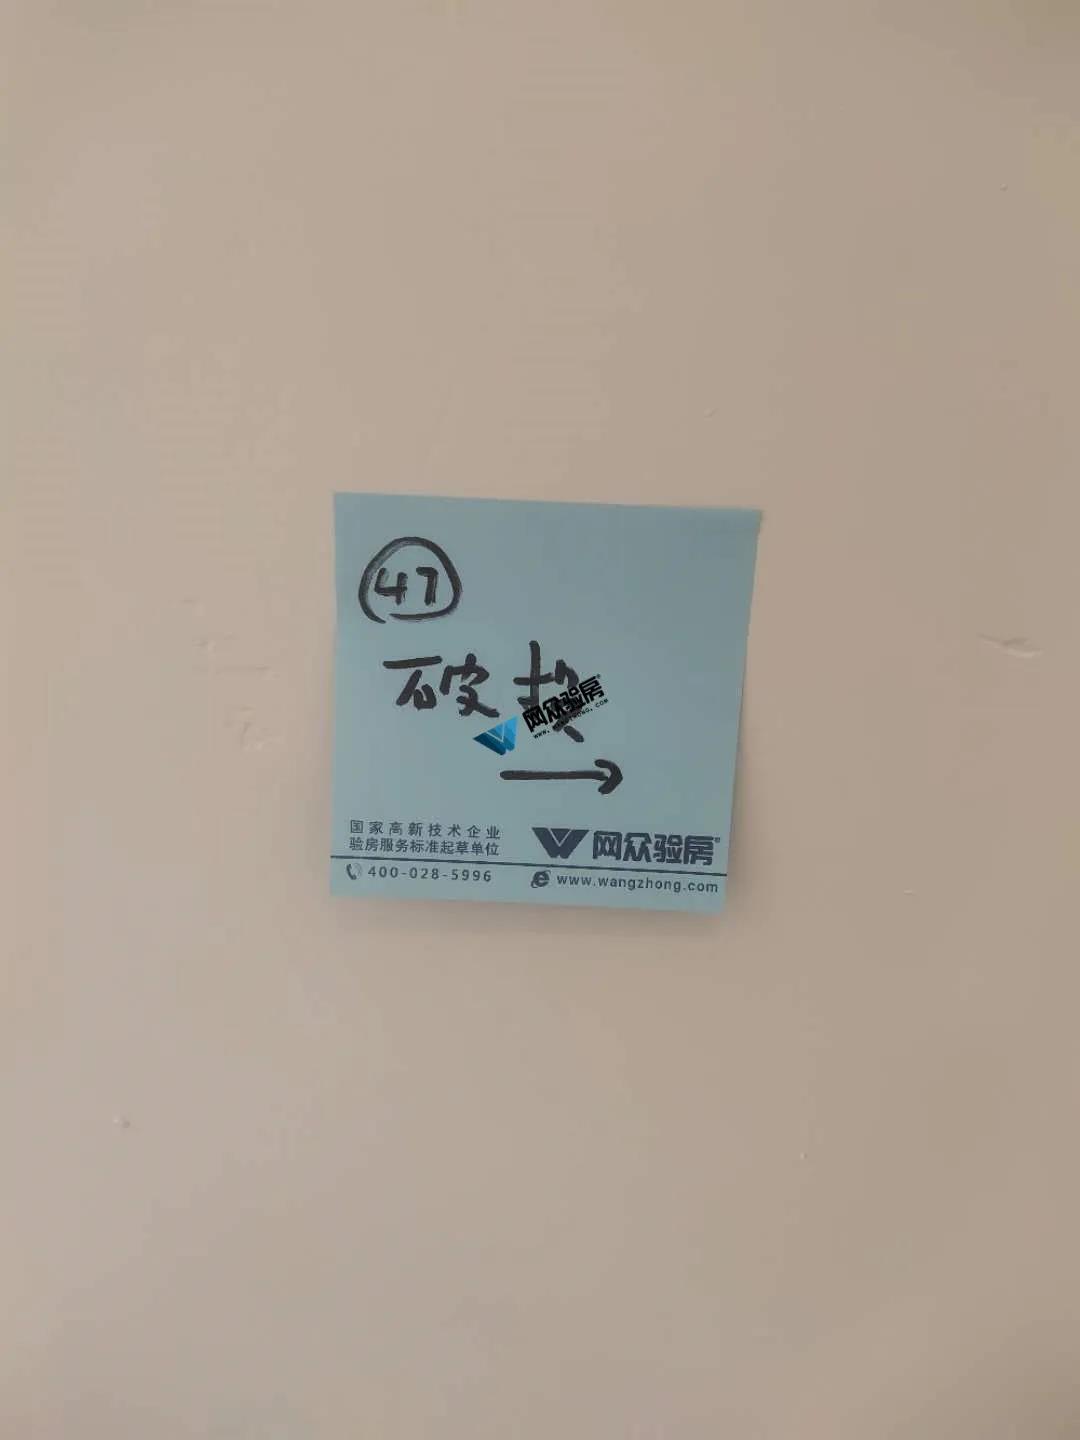 47
破损
→
网众验房
www.wangzhong.com
国家高新技术企业
验房服务标准起草单位
网众验房
400-028-5996
www.wangzhong.com